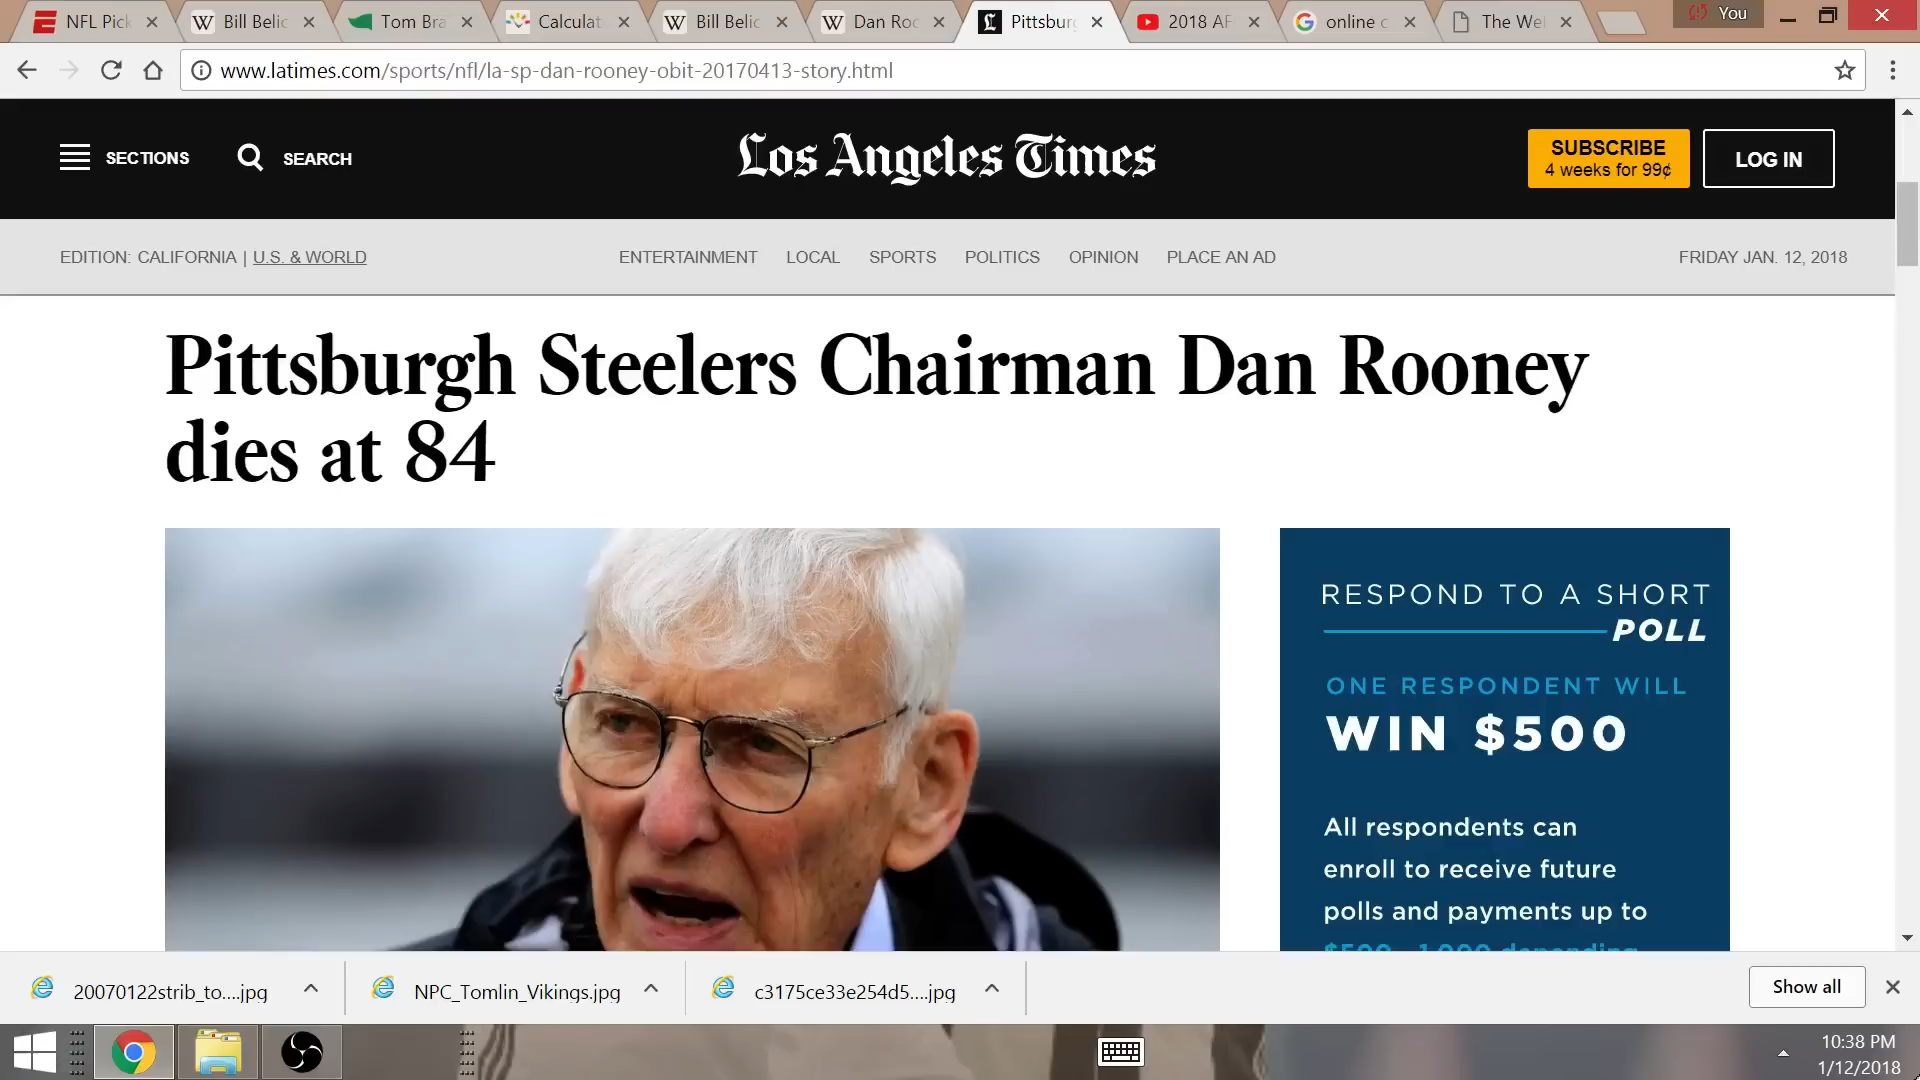 NFL Pick
Bill Belic
Tom Bra
Calculat
Bill Belic
Dan Roo
Pittsburg
2018 AF
online c
The Wel
You
www.latimes.com/sports/nfl/la-sp-dan-rooney-obit-20170413-story.html
SECTIONS
SEARCH
Los Angeles Times
SUBSCRIBE
4 weeks for 99¢
LOG IN
EDITION: CALIFORNIA | U.S. & WORLD
ENTERTAINMENT
LOCAL
SPORTS
POLITICS
OPINION
PLACE AN AD
FRIDAY JAN. 12, 2018
Pittsburgh Steelers Chairman Dan Rooney
dies at 84
RESPOND TO A SHORT
POLL
ONE RESPONDENT WILL
WIN $500
All respondents can
enroll to receive future
polls and payments up to
20070122strib_to....jpg
NPC_Tomlin_Vikings.jpg
c3175ce33e254d5....jpg
Show all
10:38 PM
1/12/2018